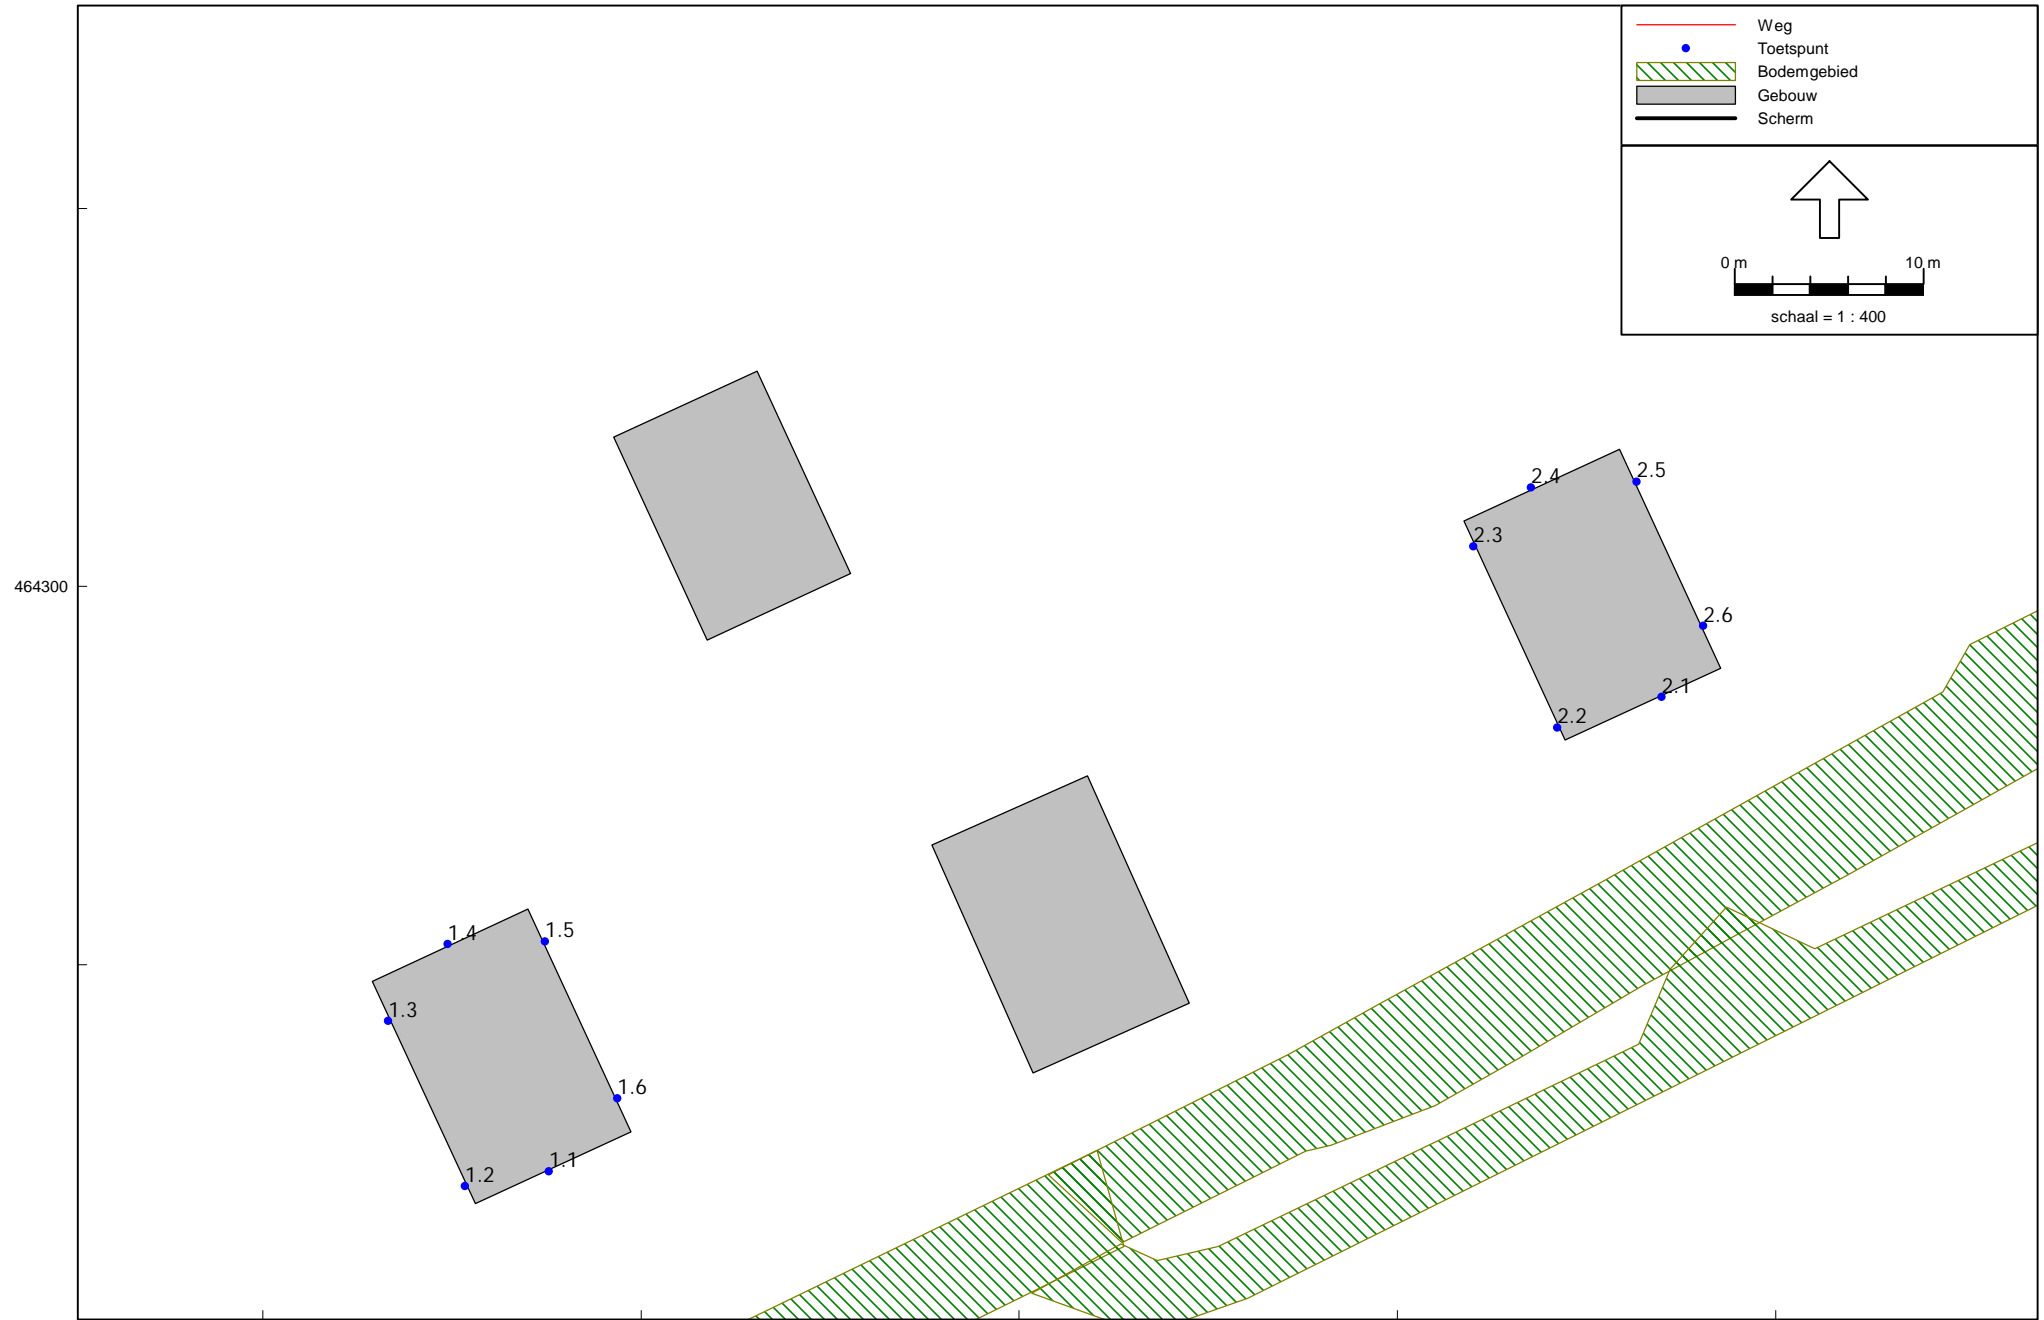 Weg
Toetspunt
Bodemgebied
Gebouw
Scherm
0 m 10 m
schaal = 1 : 400
2.4
2.5
2.3
464300
2.6
2.1
2.2
1.4
1.5
1.3
1.6
1.1
1.2